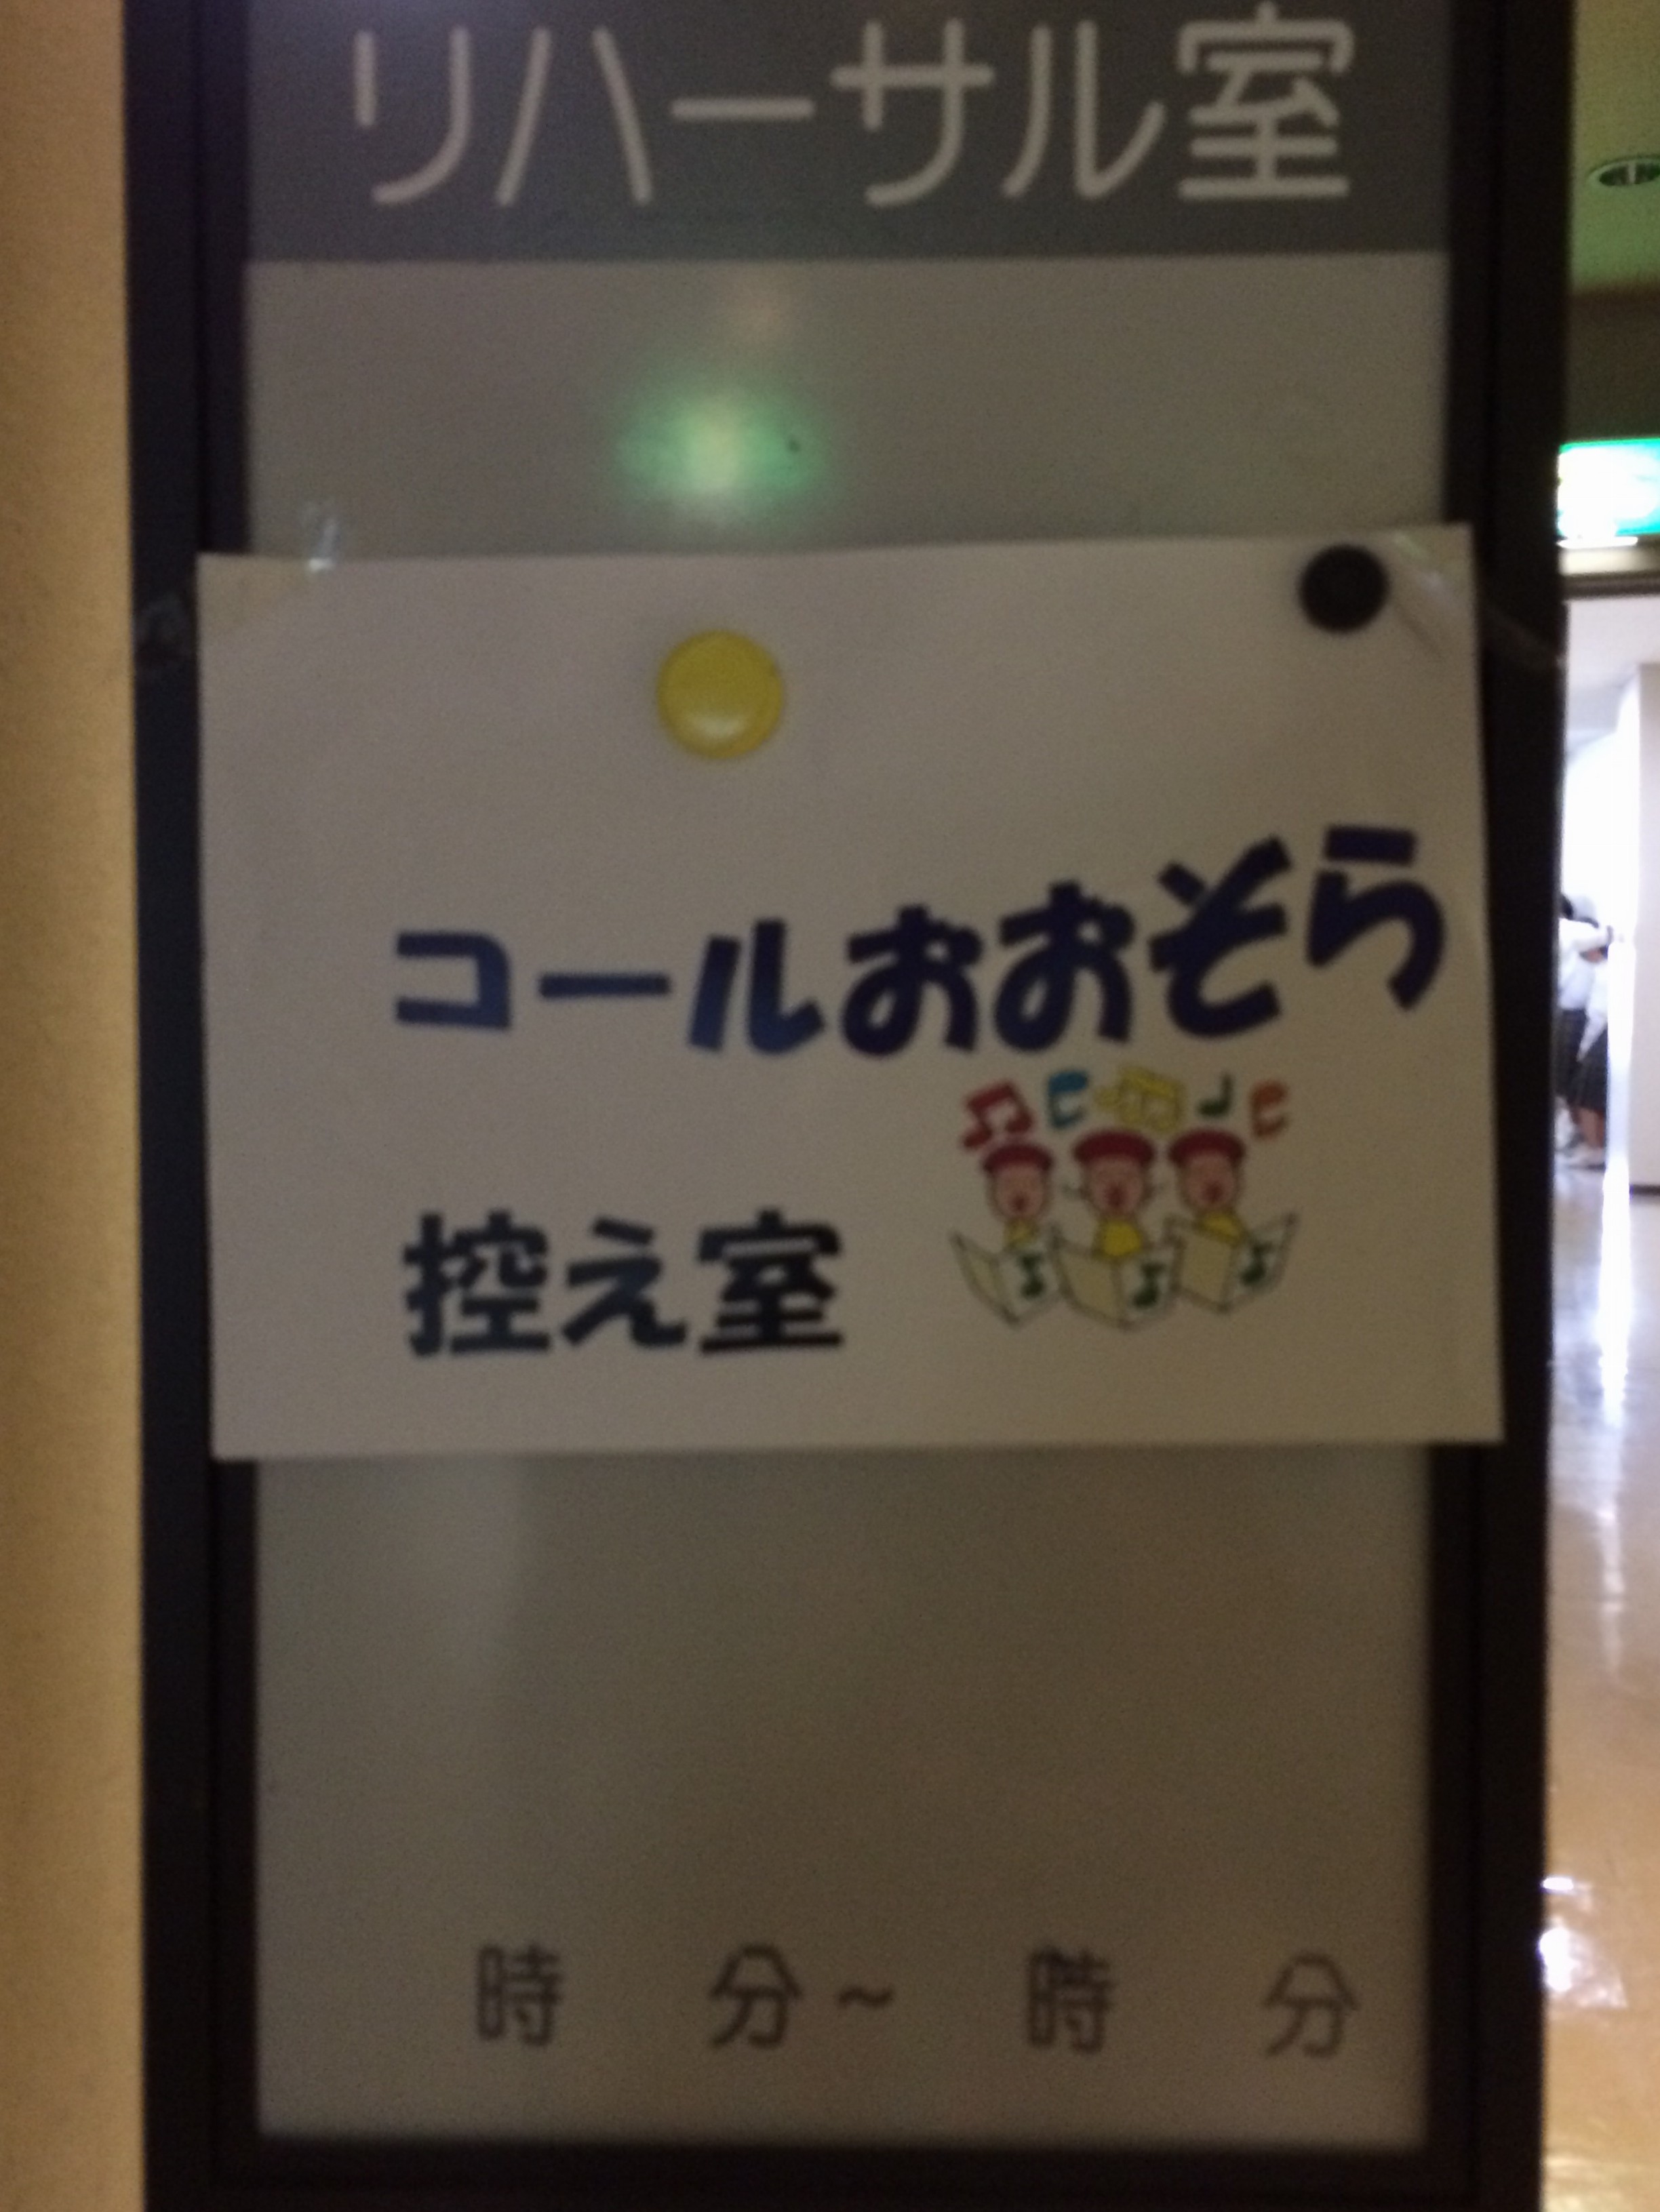 リハーサル室
コールおおそら
控え室
時 分～ 時 分